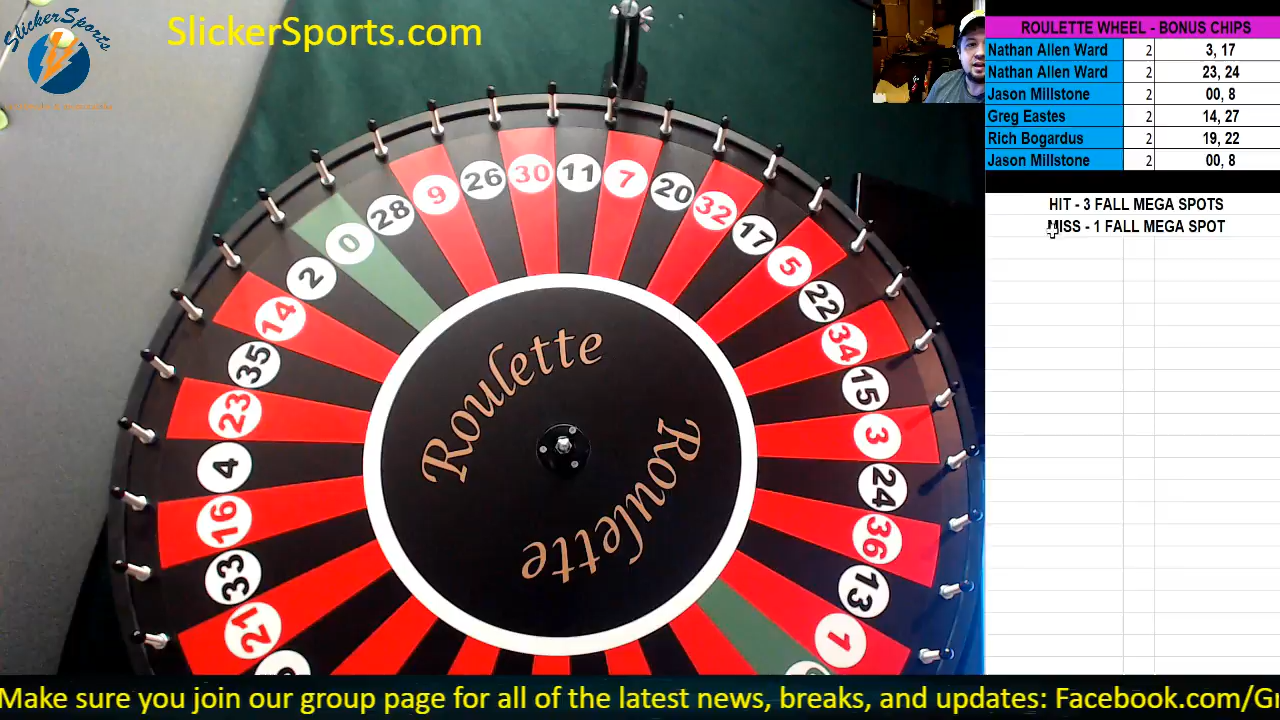 SlickerSports
SlickerSports.com
ROULETTE WHEEL - BONUS CHIPS
Nathan Allen Ward 2 3, 17
Nathan Allen Ward 2 23, 24
Jason Millstone 2 00, 8
Greg Eastes 2 14, 27
Rich Bogardus 2 19, 22
Jason Millstone 2 00, 8
HIT - 3 FALL MEGA SPOTS
MISS - 1 FALL MEGA SPOT
21
33
16
4
23
35
14
2
0
28
9
26
30
11
7
20
32
17
5
22
34
15
3
24
36
13
1
Roulette
Roulette
Make sure you join our group page for all of the latest news, breaks, and updates: Facebook.com/Gr